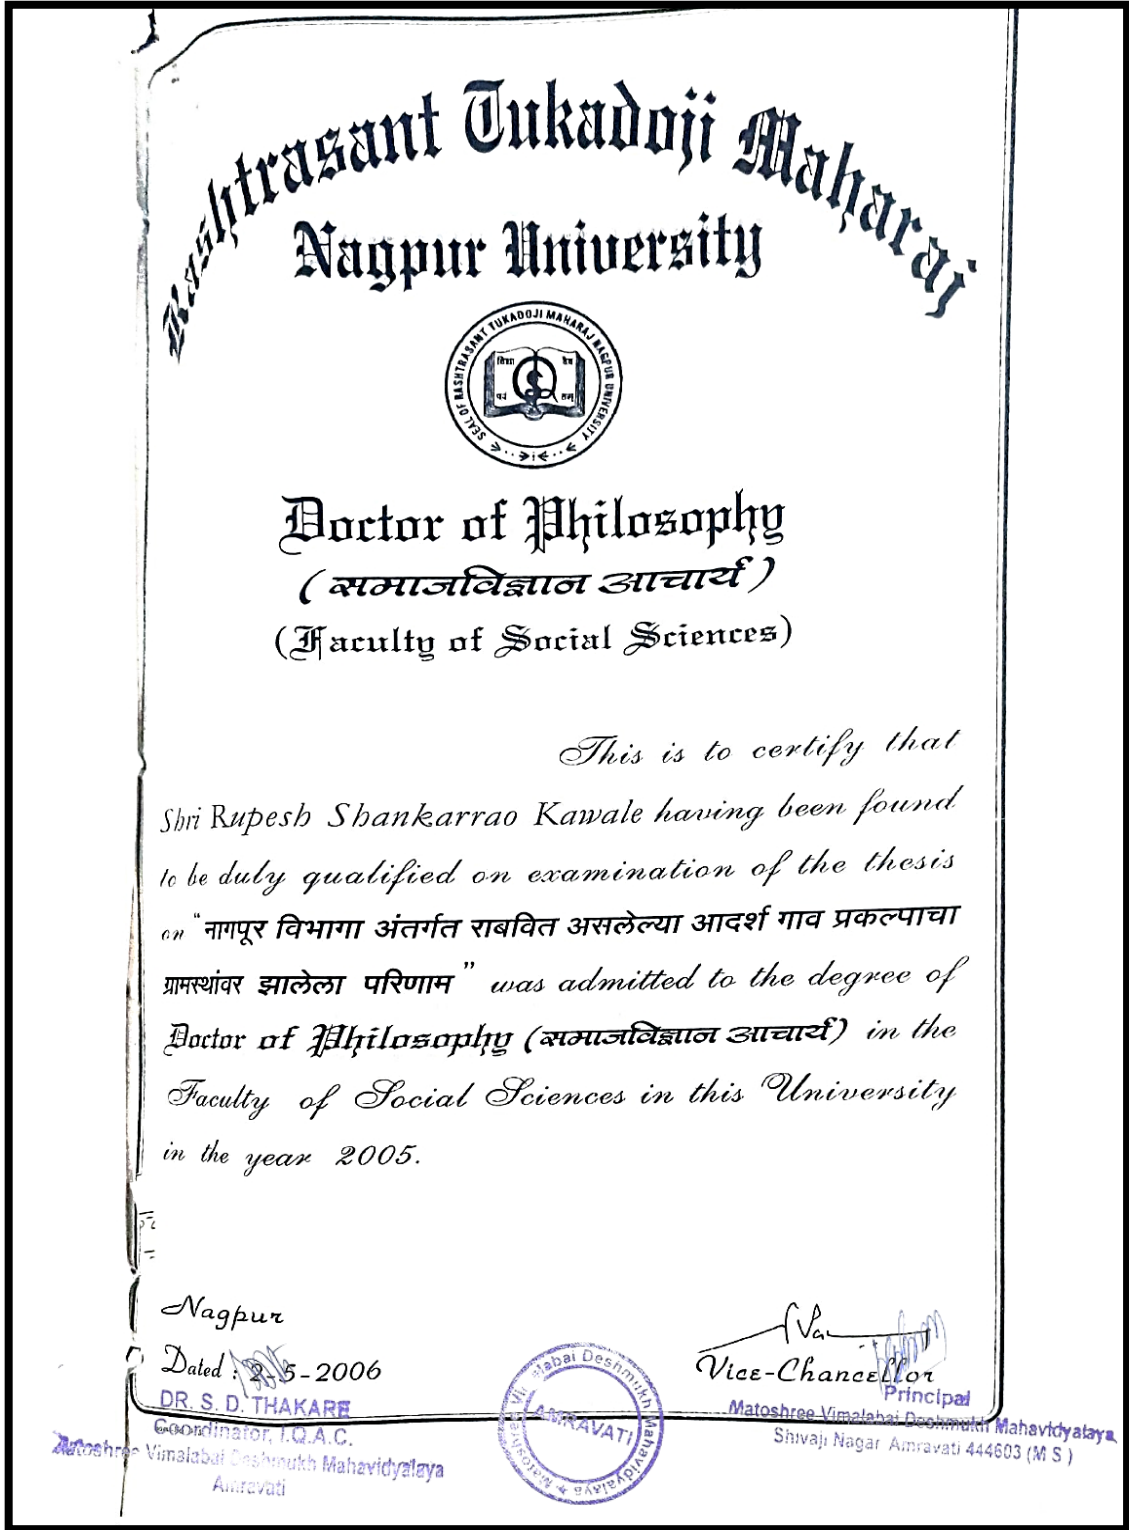 Rashtrasant Tukadoji Maharaj
Nagpur University
SEAL OF RASHTRASANT TUKADOJI MAHARAJ NAGPUR UNIVERSITY
Doctor of Philosophy
(समाजविज्ञान आचार्य)
(Faculty of Social Sciences)
This is to certify that
Shri Rupesh Shankarrao Kawale having been found
to be duly qualified on examination of the thesis
on "नागपूर विभागा अंतर्गत राबवित असलेल्या आदर्श गाव प्रकल्पाचा
ग्रामस्थांवर झालेला परिणाम" was admitted to the degree of
Doctor of Philosophy (समाजविज्ञान आचार्य) in the
Faculty of Social Sciences in this University
in the year 2005.
Nagpur
Dated : 2-5-2006
Vice-Chancellor
DR. S. D. THAKARE
Coordinator, I.Q.A.C.
Matoshree Vimalabai Deshmukh Mahavidyalaya
Amravati
Matoshree Vimalabai Deshmukh Mahavidyalaya
AMRAVATI
Principal
Matoshree Vimalabai Deshmukh Mahavidyalaya,
Shivaji Nagar Amravati 444603 (M S )